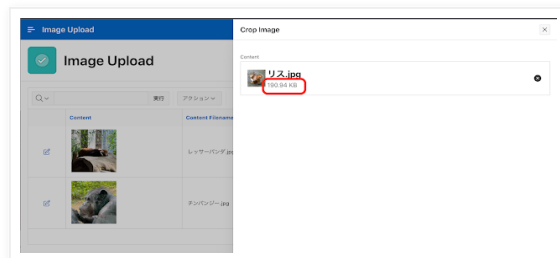 Image Upload
Crop Image
Image Upload
Content
リス.jpg
190.94 KB
実行
アクション
Content
Content Filename
レッサーパンダ.jpg
チンパンジー.jpg